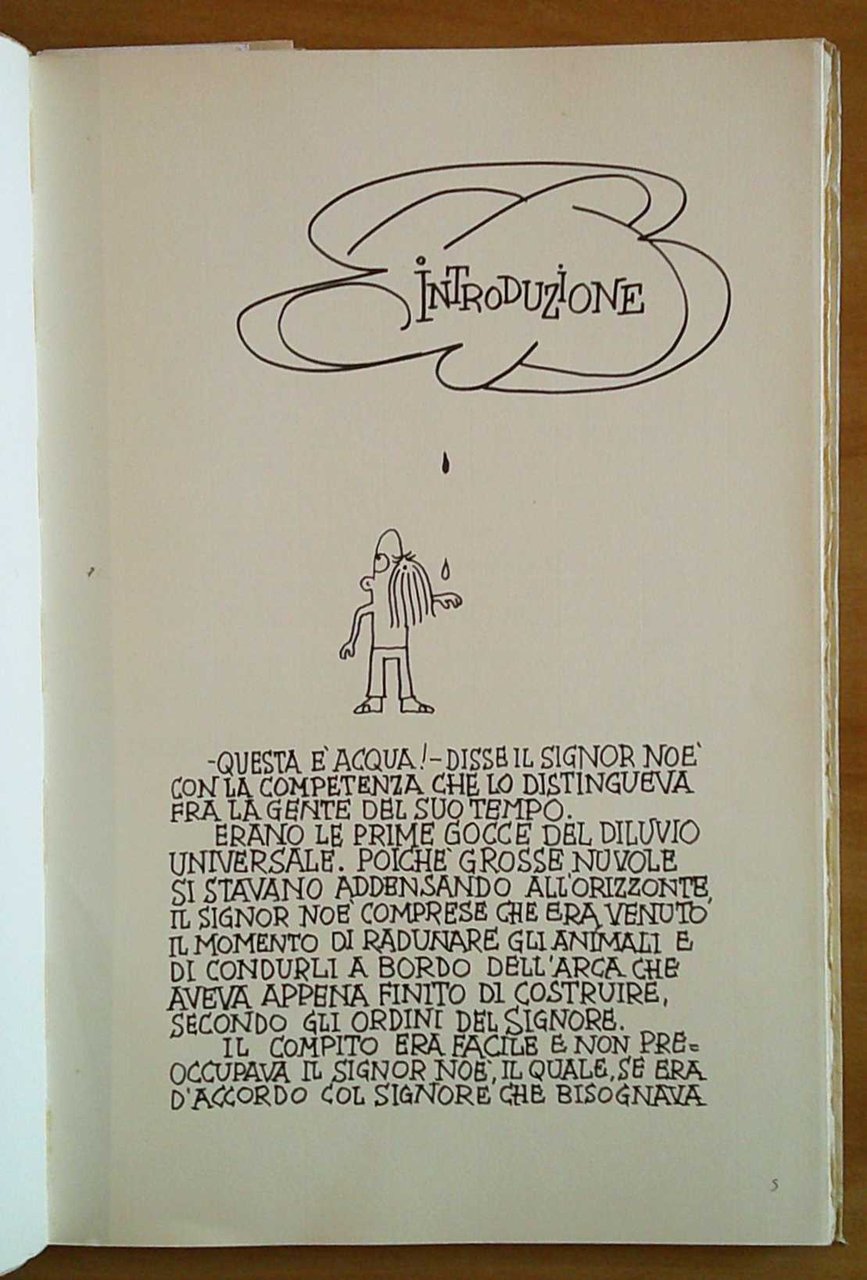 INTRODUZIONE
-QUESTA E' ACQUA!- DISSE IL SIGNOR NOE'
CON LA COMPETENZA CHE LO DISTINGUEVA
FRA LA GENTE DEL SUO TEMPO.
ERANO LE PRIME GOCCE DEL DILUVIO
UNIVERSALE. POICHE' GROSSE NUVOLE
SI STAVANO ADDENSANDO ALL'ORIZZONTE,
IL SIGNOR NOE' COMPRESE CHE ERA VENUTO
IL MOMENTO DI RADUNARE GLI ANIMALI E
DI CONDURLI A BORDO DELL'ARCA CHE
AVEVA APPENA FINITO DI COSTRUIRE,
SECONDO GLI ORDINI DEL SIGNORE.
IL COMPITO ERA FACILE E NON PRE=
OCCUPAVA IL SIGNOR NOE', IL QUALE, SE ERA
D'ACCORDO COL SIGNORE CHE BISOGNAVA
5